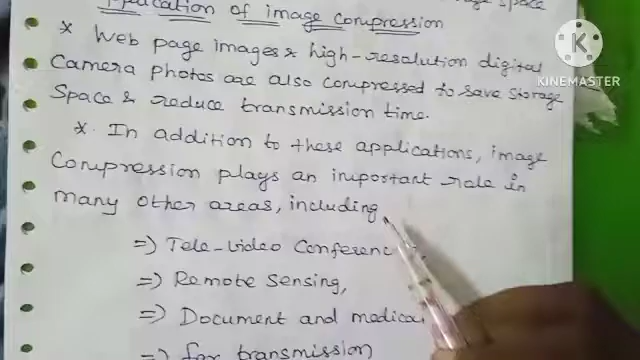 Space
Application of image compression
* Web page images & high-resolution digital
Camera photos are also compressed to save storage
Space & reduce transmission time.
* In addition to these applications, image
Compression plays an important role in
many other areas, including
=) Tele-video Conferenc
=) Remote Sensing,
=) Document and medica
=) for transmission
K
KINEMASTER